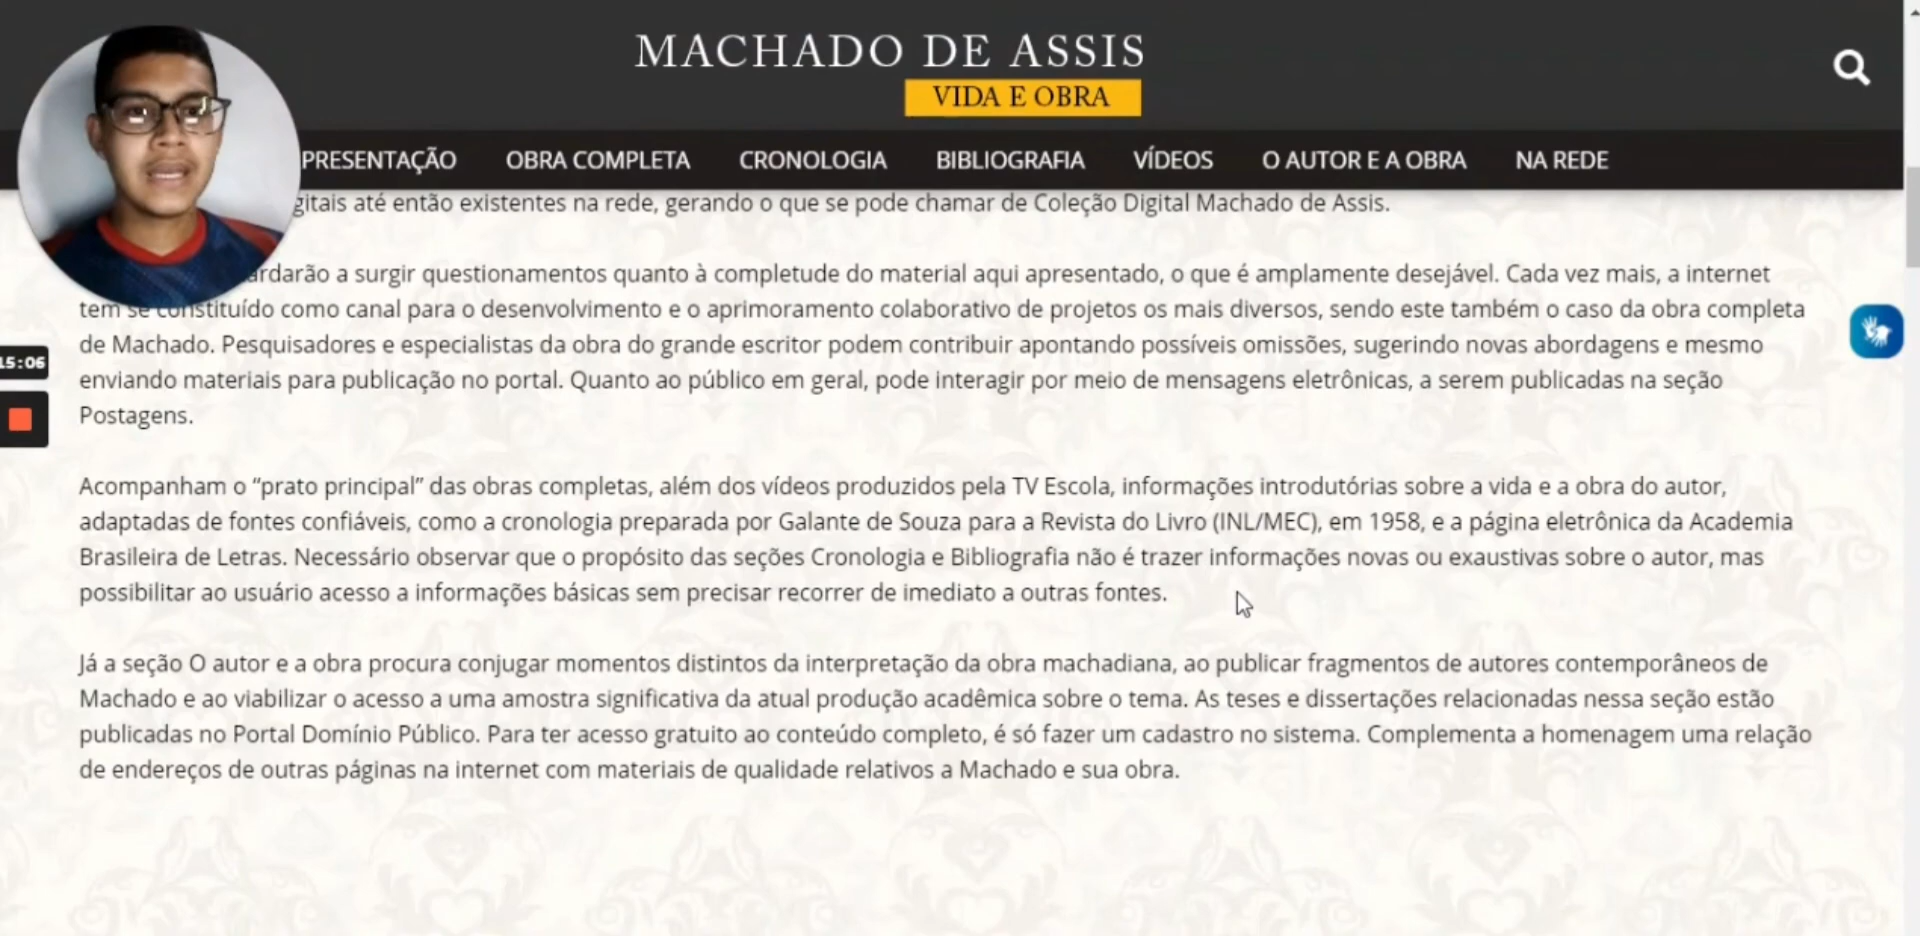 MACHADO DE ASSIS
VIDA E OBRA
PRESENTAÇÃO OBRA COMPLETA CRONOLOGIA BIBLIOGRAFIA VÍDEOS O AUTOR E A OBRA NA REDE
gitais até então existentes na rede, gerando o que se pode chamar de Coleção Digital Machado de Assis.
ardarão a surgir questionamentos quanto à completude do material aqui apresentado, o que é amplamente desejável. Cada vez mais, a internet
tem se constituído como canal para o desenvolvimento e o aprimoramento colaborativo de projetos os mais diversos, sendo este também o caso da obra completa
de Machado. Pesquisadores e especialistas da obra do grande escritor podem contribuir apontando possíveis omissões, sugerindo novas abordagens e mesmo
15:06
enviando materiais para publicação no portal. Quanto ao público em geral, pode interagir por meio de mensagens eletrônicas, a serem publicadas na seção
Postagens.
Acompanham o “prato principal” das obras completas, além dos vídeos produzidos pela TV Escola, informações introdutórias sobre a vida e a obra do autor,
adaptadas de fontes confiáveis, como a cronologia preparada por Galante de Souza para a Revista do Livro (INL/MEC), em 1958, e a página eletrônica da Academia
Brasileira de Letras. Necessário observar que o propósito das seções Cronologia e Bibliografia não é trazer informações novas ou exaustivas sobre o autor, mas
possibilitar ao usuário acesso a informações básicas sem precisar recorrer de imediato a outras fontes.
Já a seção O autor e a obra procura conjugar momentos distintos da interpretação da obra machadiana, ao publicar fragmentos de autores contemporâneos de
Machado e ao viabilizar o acesso a uma amostra significativa da atual produção acadêmica sobre o tema. As teses e dissertações relacionadas nessa seção estão
publicadas no Portal Domínio Público. Para ter acesso gratuito ao conteúdo completo, é só fazer um cadastro no sistema. Complementa a homenagem uma relação
de endereços de outras páginas na internet com materiais de qualidade relativos a Machado e sua obra.